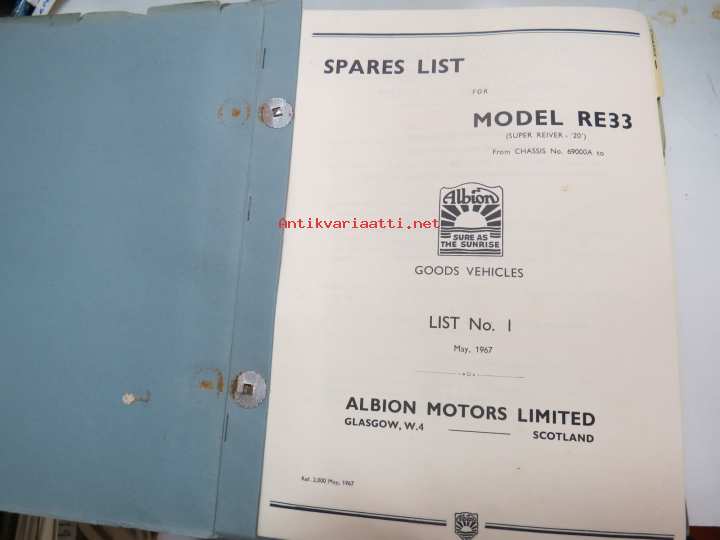 SPARES LIST
FOR
MODEL RE33
(SUPER REIVER - '20')
From CHASSIS No. 69000A to
Albion
SURE AS
THE SUNRISE
Antikvariaatti.net
GOODS VEHICLES
LIST No. 1
May, 1967
ALBION MOTORS LIMITED
GLASGOW, W.4
SCOTLAND
Ref. 2,000 May, 1967